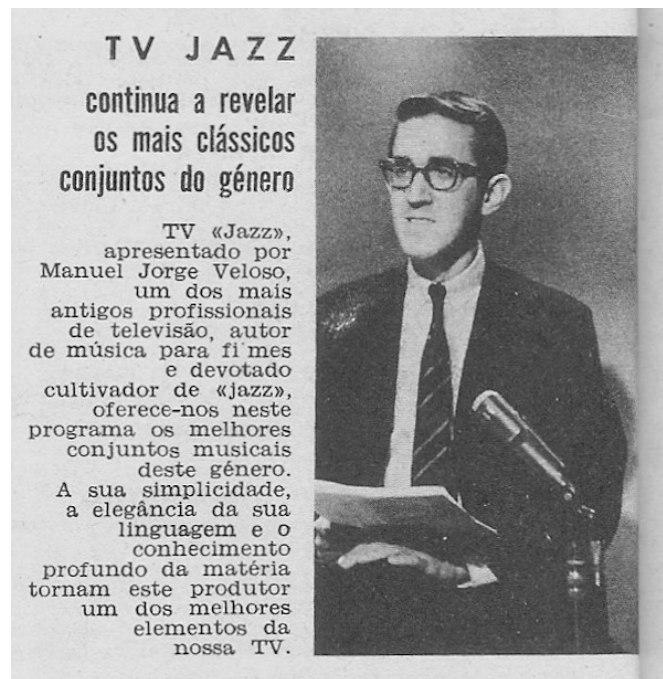 TV JAZZ
continua a revelar
os mais clássicos
conjuntos do género
TV «Jazz»,
apresentado por
Manuel Jorge Veloso,
um dos mais
antigos profissionais
de televisão, autor
de música para fi mes
e devotado
cultivador de «jazz»,
oferece-nos neste
programa os melhores
conjuntos musicais
deste género.
A sua simplicidade,
a elegância da sua
linguagem e o
conhecimento
profundo da matéria
tornam este produtor
um dos melhores
elementos da
nossa TV.